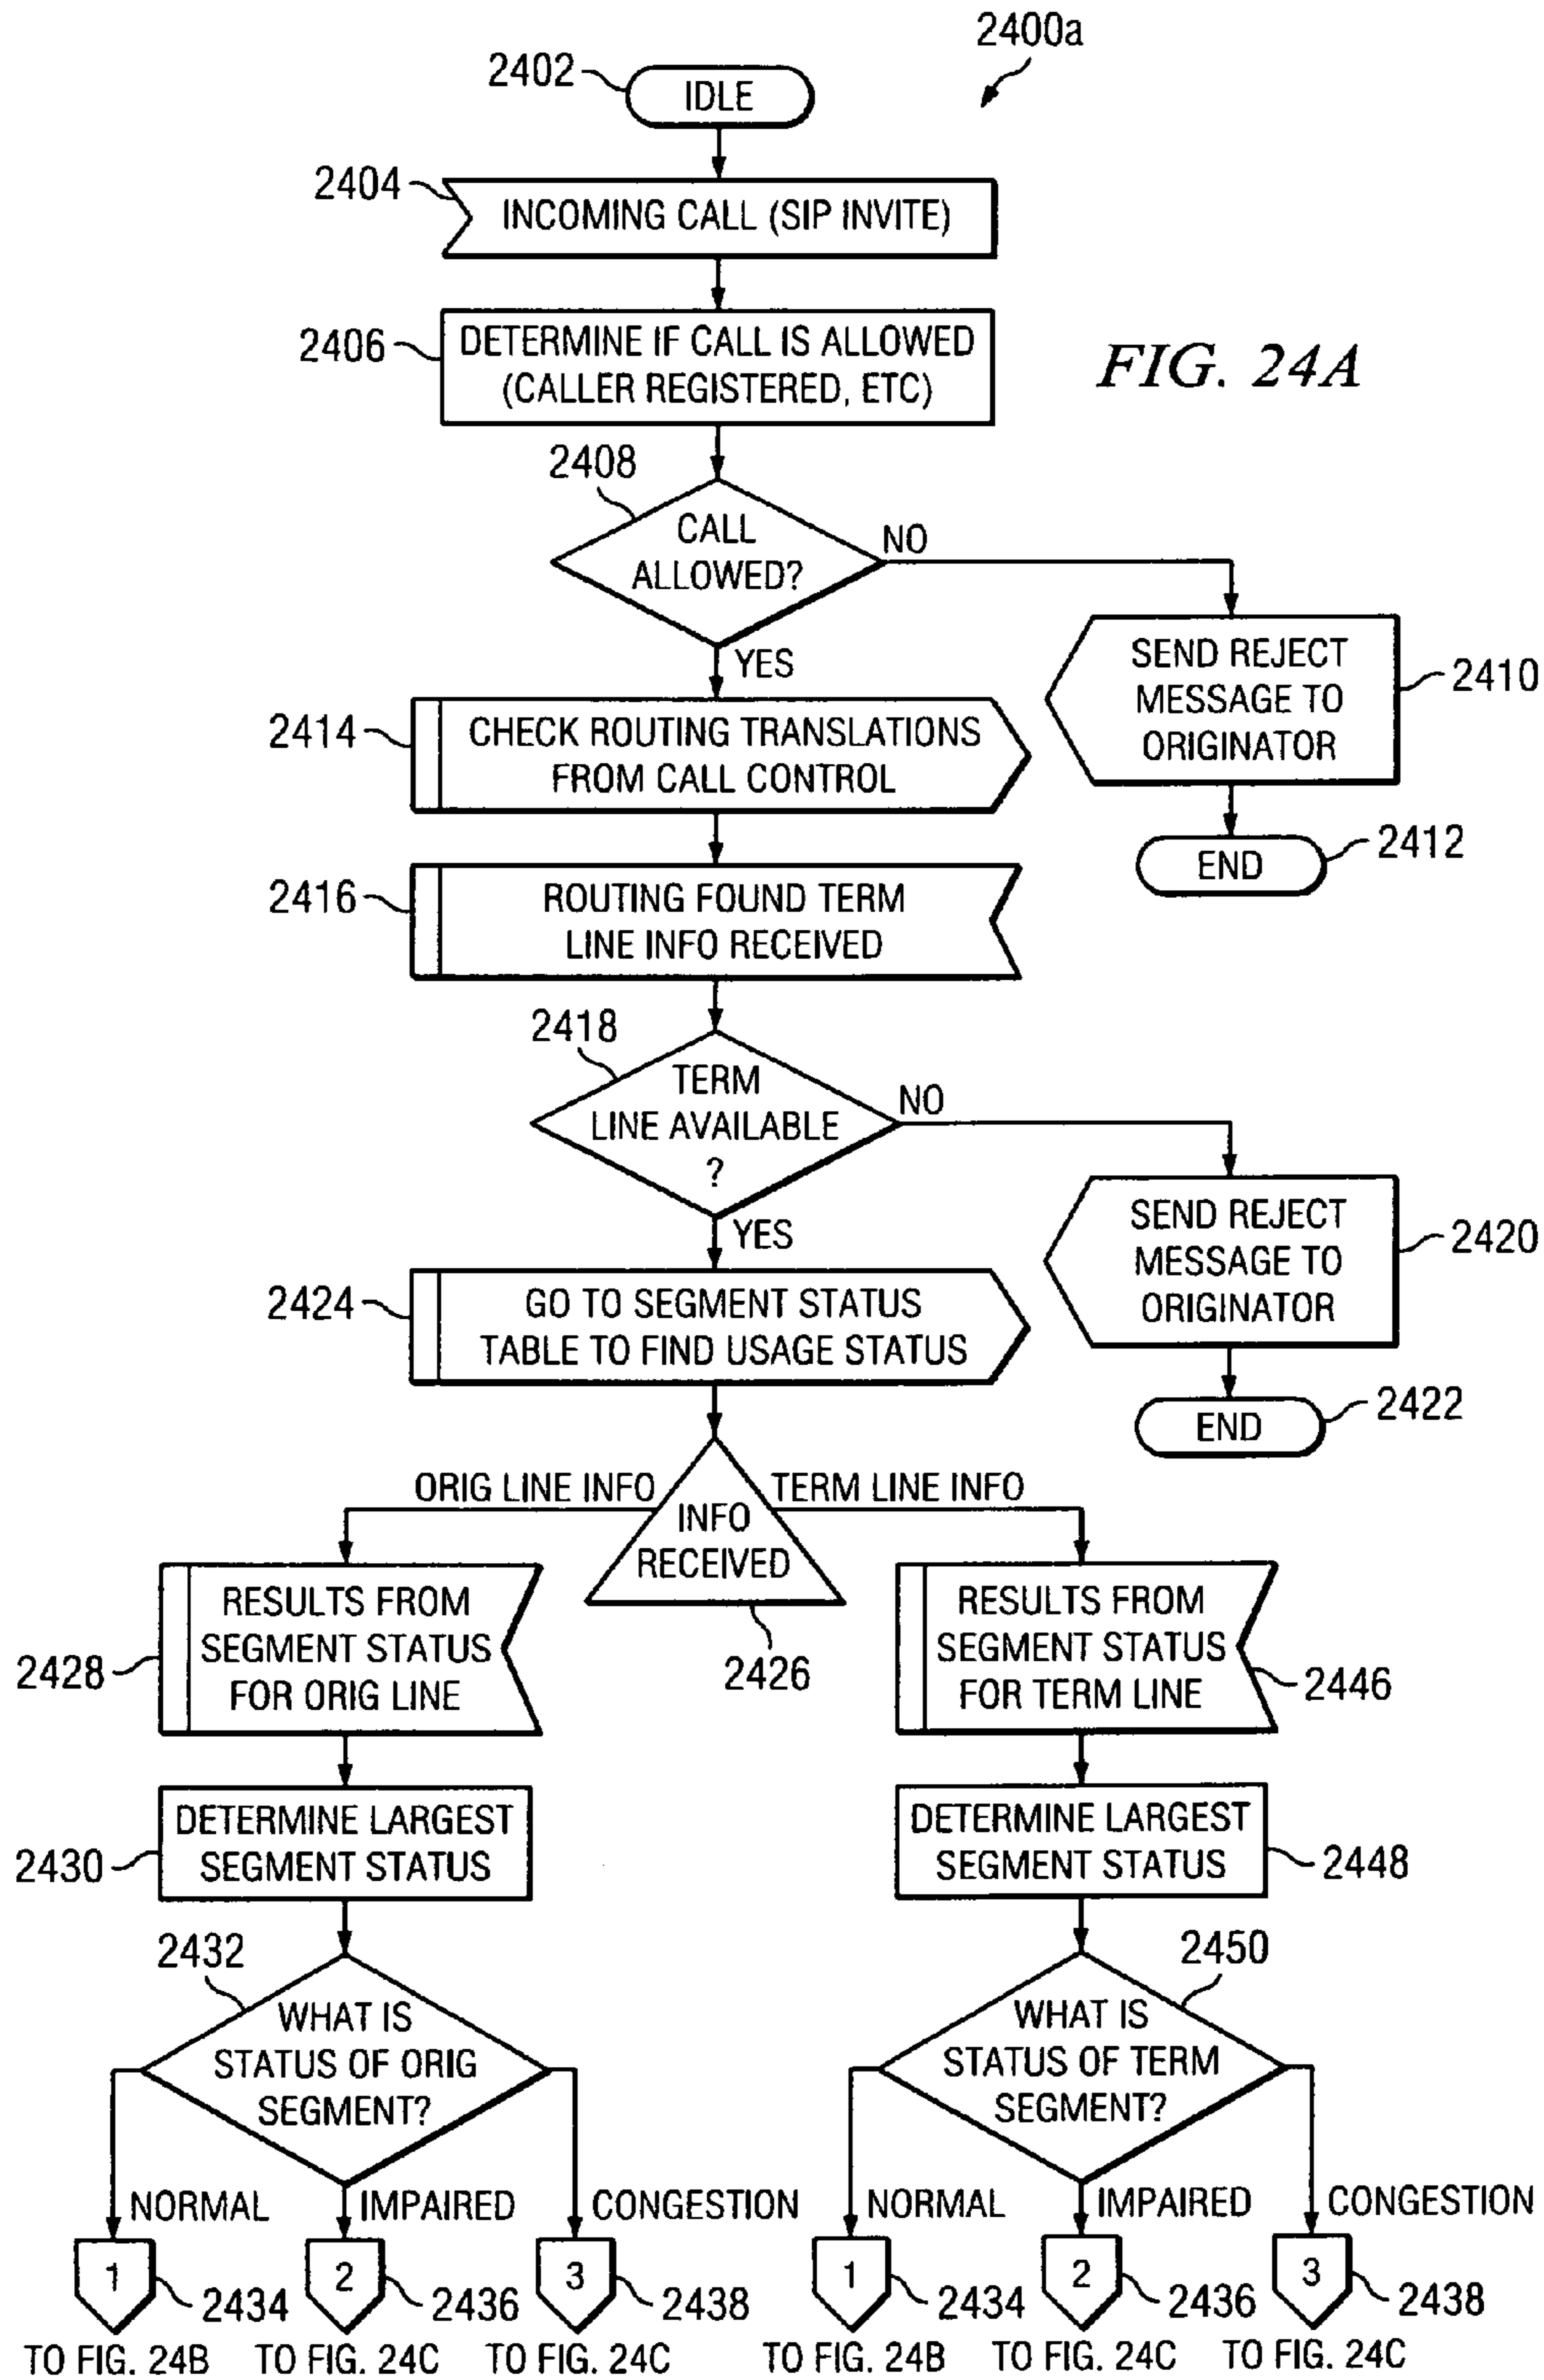 2400a
2402
IDLE
2404
INCOMING CALL (SIP INVITE)
2406
DETERMINE IF CALL IS ALLOWED
(CALLER REGISTERED, ETC)
FIG. 24A
2408
CALL
ALLOWED?
NO
YES
SEND REJECT
MESSAGE TO
ORIGINATOR
2410
2414
CHECK ROUTING TRANSLATIONS
FROM CALL CONTROL
END
2412
2416
ROUTING FOUND TERM
LINE INFO RECEIVED
2418
TERM
LINE AVAILABLE
?
NO
YES
SEND REJECT
MESSAGE TO
ORIGINATOR
2420
2424
GO TO SEGMENT STATUS
TABLE TO FIND USAGE STATUS
END
2422
ORIG LINE INFO
TERM LINE INFO
INFO
RECEIVED
2426
2428
RESULTS FROM
SEGMENT STATUS
FOR ORIG LINE
RESULTS FROM
SEGMENT STATUS
FOR TERM LINE
2446
2430
DETERMINE LARGEST
SEGMENT STATUS
DETERMINE LARGEST
SEGMENT STATUS
2448
2432
WHAT IS
STATUS OF ORIG
SEGMENT?
2450
WHAT IS
STATUS OF TERM
SEGMENT?
NORMAL
IMPAIRED
CONGESTION
NORMAL
IMPAIRED
CONGESTION
1
2434
2
2436
3
2438
1
2434
2
2436
3
2438
TO FIG. 24B
TO FIG. 24C
TO FIG. 24C
TO FIG. 24B
TO FIG. 24C
TO FIG. 24C